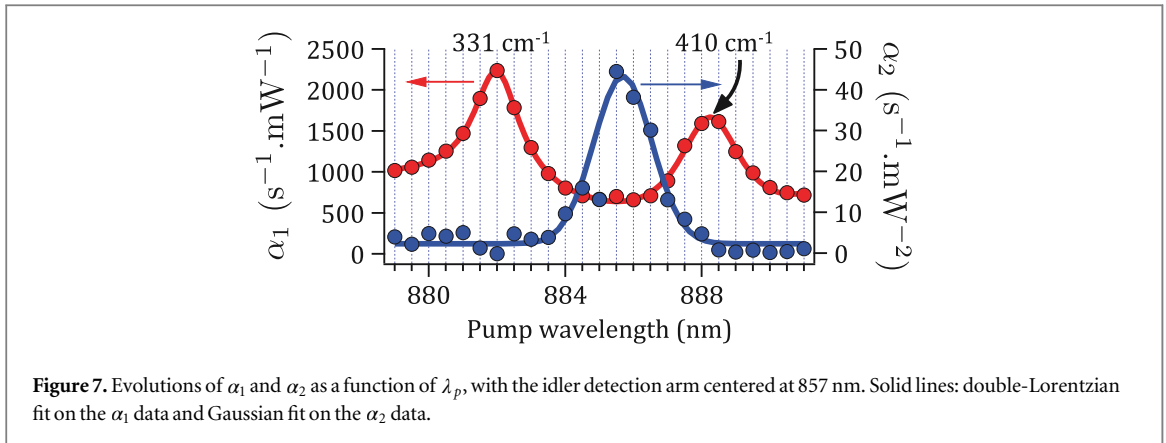 331 cm-1 410 cm-1
α1 (s−1.mW−1)
2500
2000
1500
1000
500
0
50
40
30
20
10
0
α2 (s−1.mW−2)
880 884 888
Pump wavelength (nm)
Figure 7. Evolutions of α1 and α2 as a function of λp, with the idler detection arm centered at 857 nm. Solid lines: double-Lorentzian
fit on the α1 data and Gaussian fit on the α2 data.